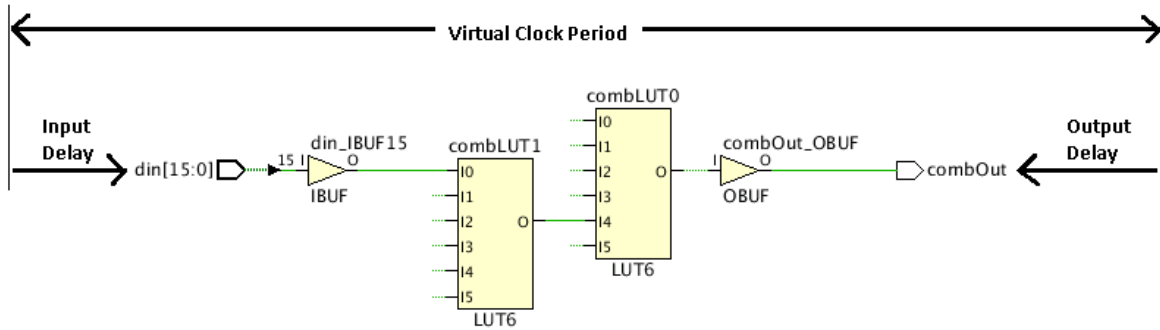 Virtual Clock Period
Input
Delay
din[15:0]
15
I
O
din_IBUF15
IBUF
combLUT1
I0
I1
I2
I3
I4
I5
O
LUT6
combLUT0
I0
I1
I2
I3
I4
I5
O
LUT6
combOut_OBUF
I
O
OBUF
combOut
Output
Delay